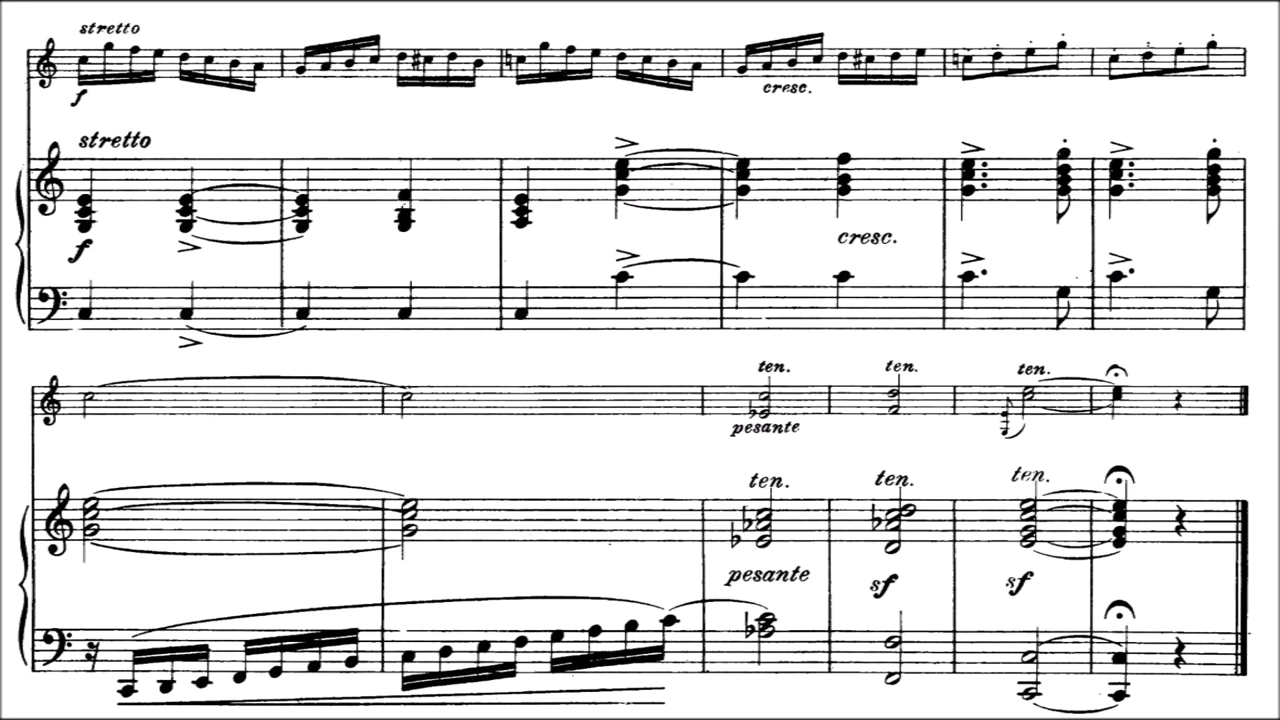 stretto
f
cresc.
stretto
f
cresc.
ten. ten. ten.
pesante
ten. ten. ten.
pesante sf sf